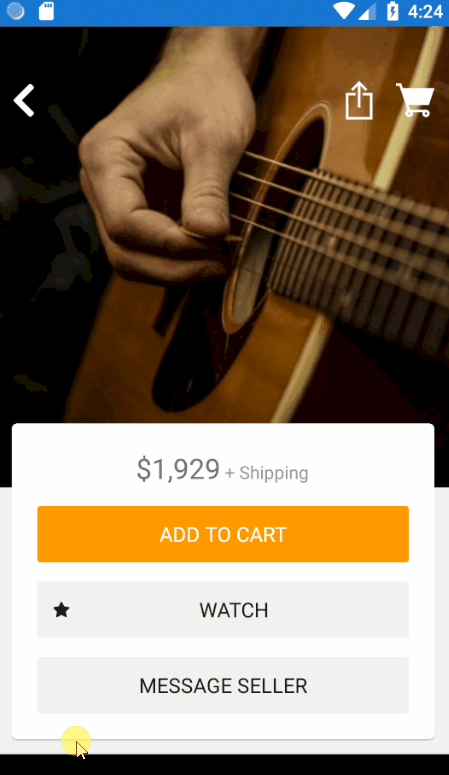 4:24
$1,929 + Shipping
ADD TO CART
WATCH
MESSAGE SELLER